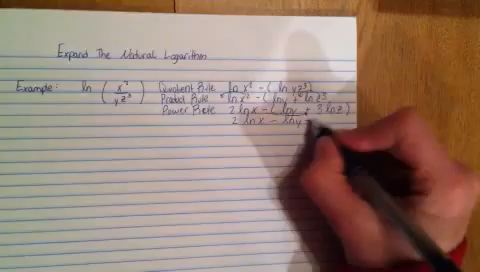 Expand The Natural Logarithm
Example: ln ( x² / yz³ ) Quotient Rule ln x² - ( ln yz³ )
Product Rule ln x² - ( ln y + ln z³
Power Rule 2 ln x - ( ln y + 3 ln z )
2 ln x - ln y